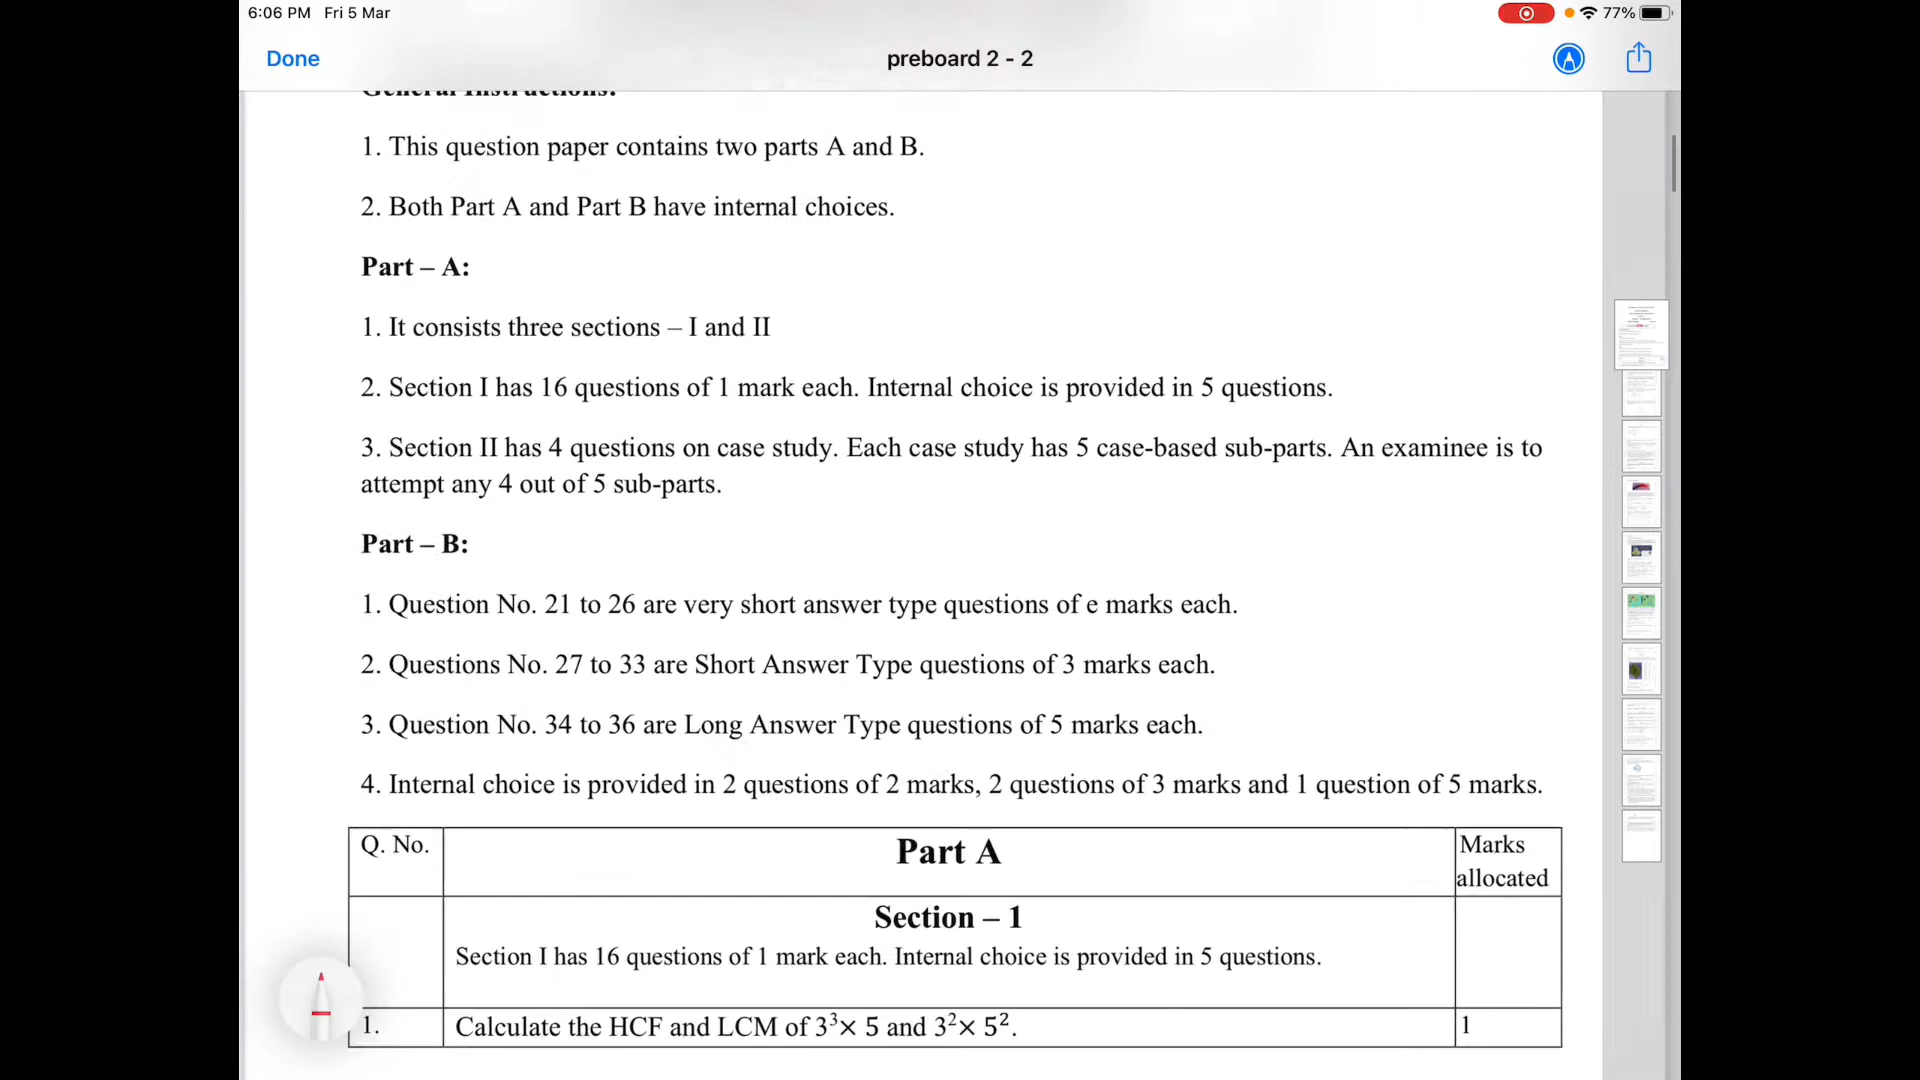 6:06 PM Fri 5 Mar
77%
Done
preboard 2 - 2
General Instructions:
1. This question paper contains two parts A and B.
2. Both Part A and Part B have internal choices.
Part – A:
1. It consists three sections – I and II
2. Section I has 16 questions of 1 mark each. Internal choice is provided in 5 questions.
3. Section II has 4 questions on case study. Each case study has 5 case-based sub-parts. An examinee is to
attempt any 4 out of 5 sub-parts.
Part – B:
1. Question No. 21 to 26 are very short answer type questions of e marks each.
2. Questions No. 27 to 33 are Short Answer Type questions of 3 marks each.
3. Question No. 34 to 36 are Long Answer Type questions of 5 marks each.
4. Internal choice is provided in 2 questions of 2 marks, 2 questions of 3 marks and 1 question of 5 marks.
Q. No.
Part A
Marks
allocated
Section – 1
Section I has 16 questions of 1 mark each. Internal choice is provided in 5 questions.
1.
Calculate the HCF and LCM of 3³× 5 and 3²× 5².
1